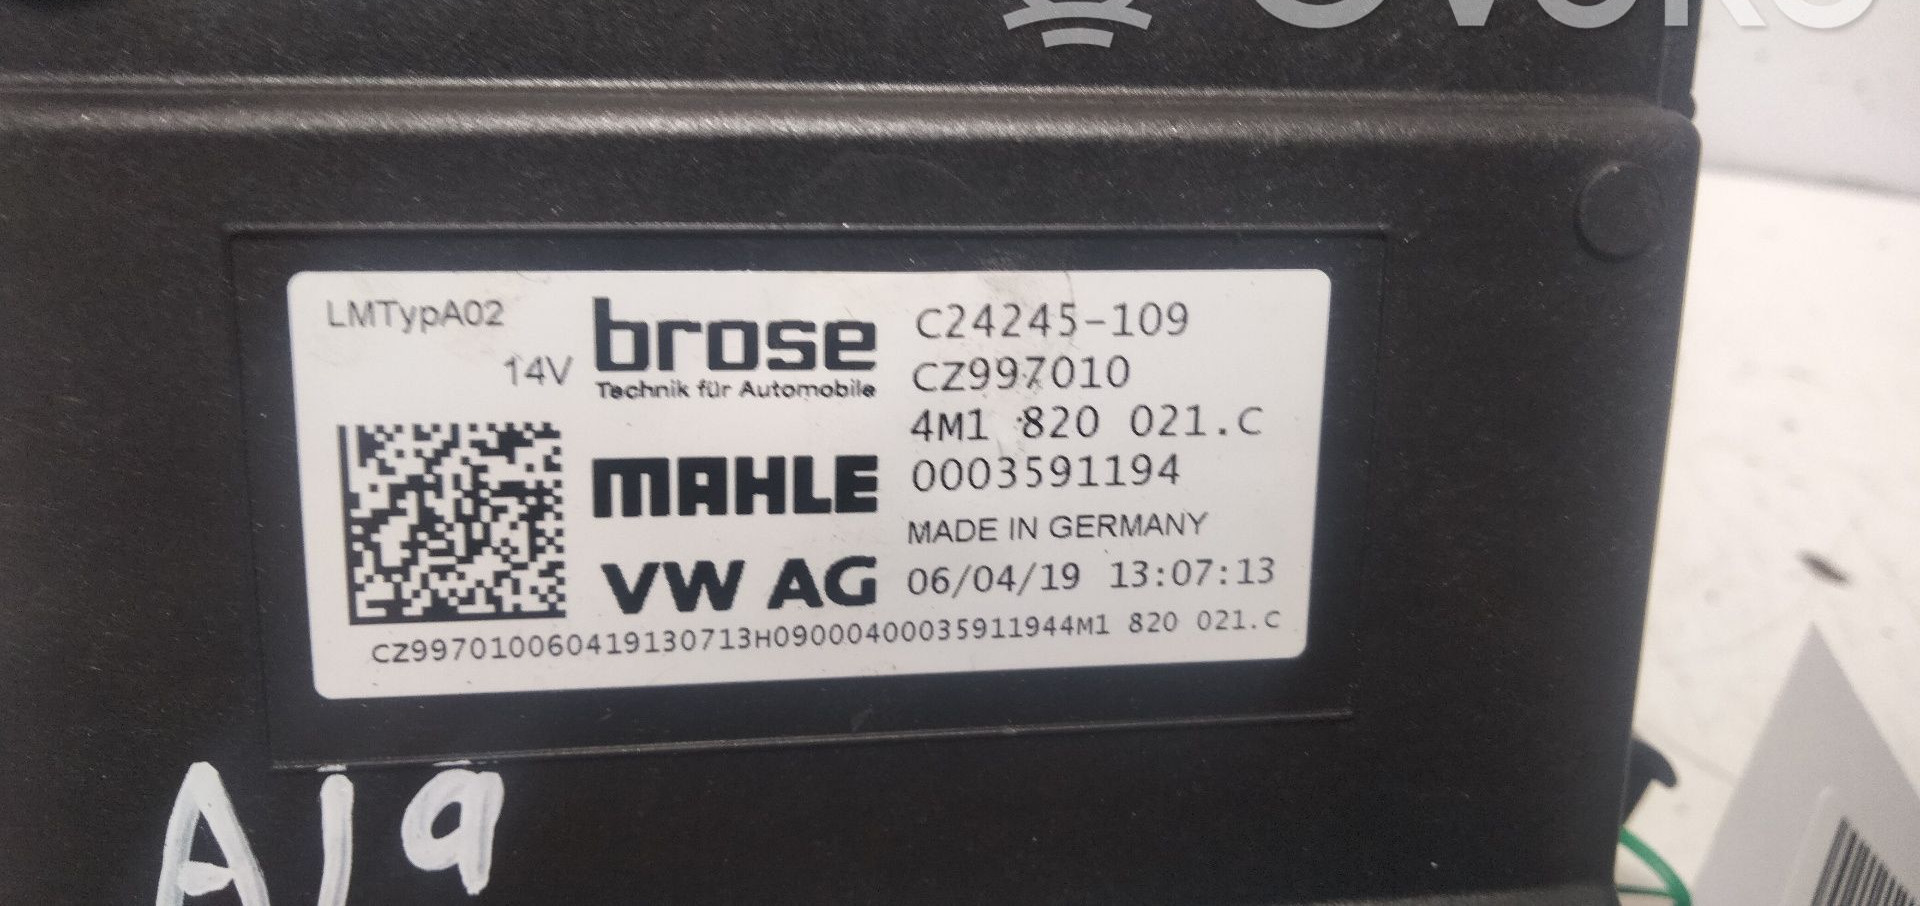 LMTypA02
14V
brose
Technik für Automobile
MAHLE
VW AG
C24245-109
CZ997010
4M1 820 021.C
0003591194
MADE IN GERMANY
06/04/19 13:07:13
CZ997010060419130713H09000400035911944M1 820 021.C
A19